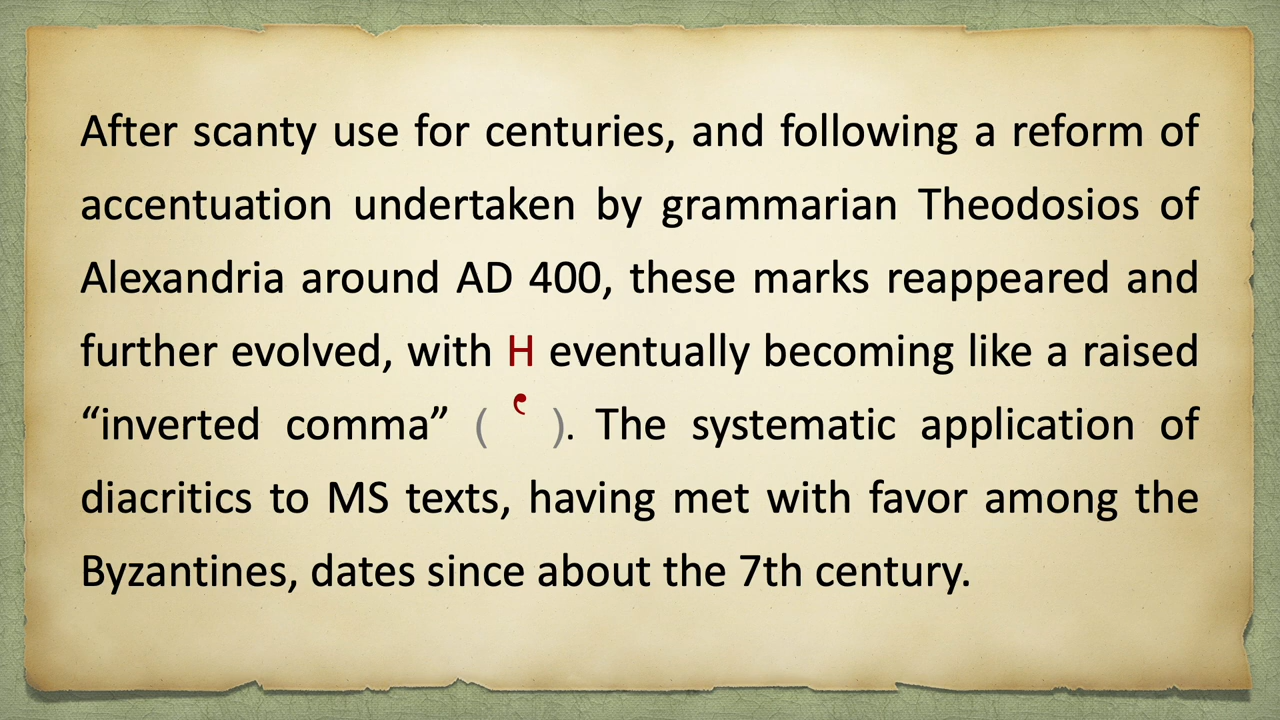 After scanty use for centuries, and following a reform of
accentuation undertaken by grammarian Theodosios of
Alexandria around AD 400, these marks reappeared and
further evolved, with H eventually becoming like a raised
“inverted comma” ( ʽ ). The systematic application of
diacritics to MS texts, having met with favor among the
Byzantines, dates since about the 7th century.